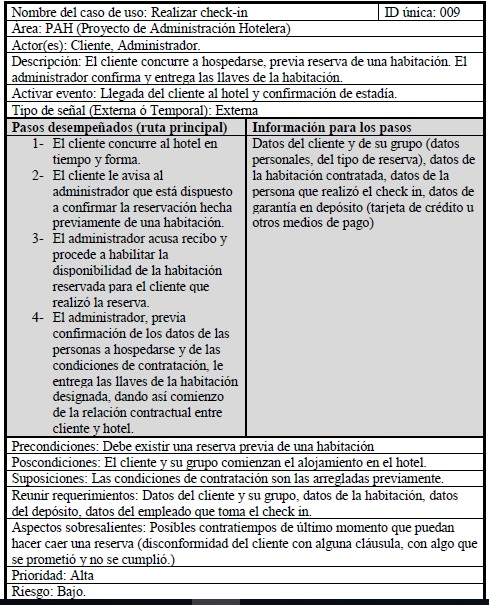 Nombre del caso de uso: Realizar check-in
ID única: 009
Área: PAH (Proyecto de Administración Hotelera)
Actor(es): Cliente, Administrador.
Descripción: El cliente concurre a hospedarse, previa reserva de una habitación. El
administrador confirma y entrega las llaves de la habitación.
Activar evento: Llegada del cliente al hotel y confirmación de estadía.
Tipo de señal (Externa ó Temporal): Externa
Pasos desempeñados (ruta principal)
1- El cliente concurre al hotel en
tiempo y forma.
2- El cliente le avisa al
administrador que está dispuesto
a confirmar la reservación hecha
previamente de una habitación.
3- El administrador acusa recibo y
procede a habilitar la
disponibilidad de la habitación
reservada para el cliente que
realizó la reserva.
4- El administrador, previa
confirmación de los datos de las
personas a hospedarse y de las
condiciones de contratación, le
entrega las llaves de la habitación
designada, dando así comienzo
de la relación contractual entre
cliente y hotel.
Información para los pasos
Datos del cliente y de su grupo (datos
personales, del tipo de reserva), datos de
la habitación contratada, datos de la
persona que realizó el check in, datos de
garantía en depósito (tarjeta de crédito u
otros medios de pago)
Precondiciones: Debe existir una reserva previa de una habitación
Poscondiciones: El cliente y su grupo comienzan el alojamiento en el hotel.
Suposiciones: Las condiciones de contratación son las arregladas previamente.
Reunir requerimientos: Datos del cliente y su grupo, datos de la habitación, datos
del depósito, datos del empleado que toma el check in.
Aspectos sobresalientes: Posibles contratiempos de último momento que puedan
hacer caer una reserva (disconformidad del cliente con alguna cláusula, con algo que
se prometió y no se cumplió.)
Prioridad: Alta
Riesgo: Bajo.